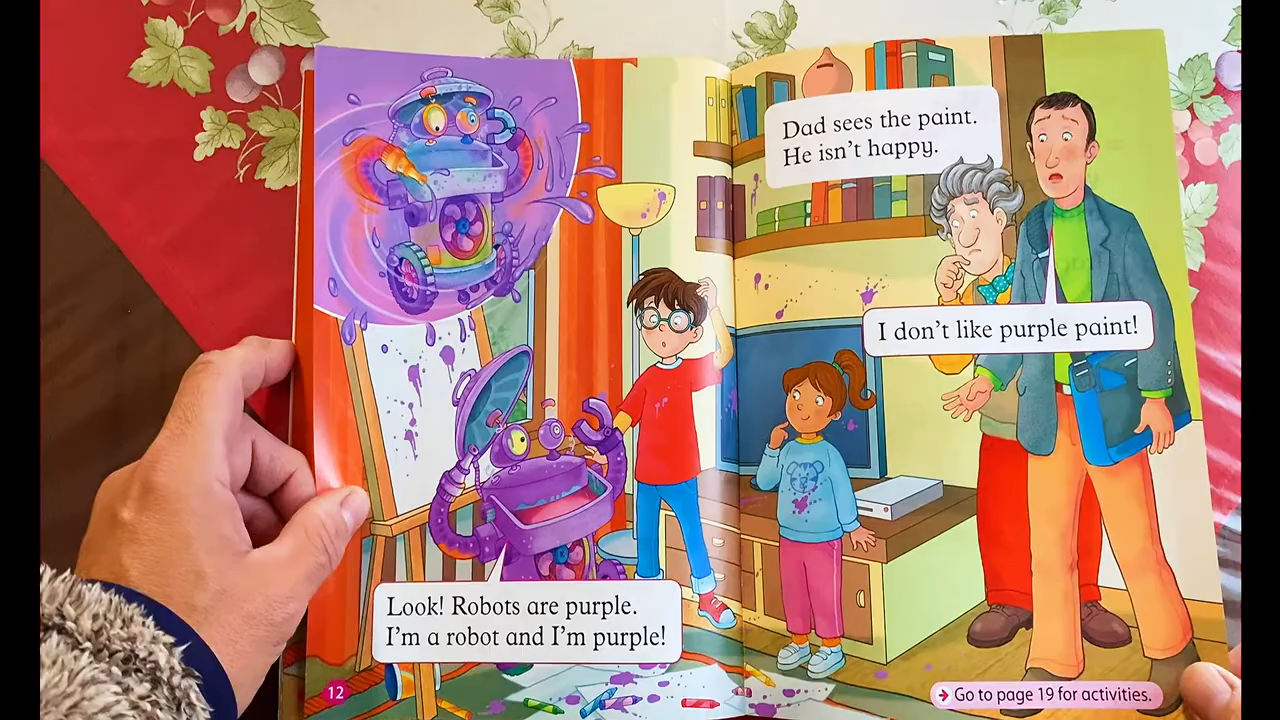 Look! Robots are purple.
I'm a robot and I'm purple!
12
Dad sees the paint.
He isn't happy.
I don't like purple paint!
Go to page 19 for activities.